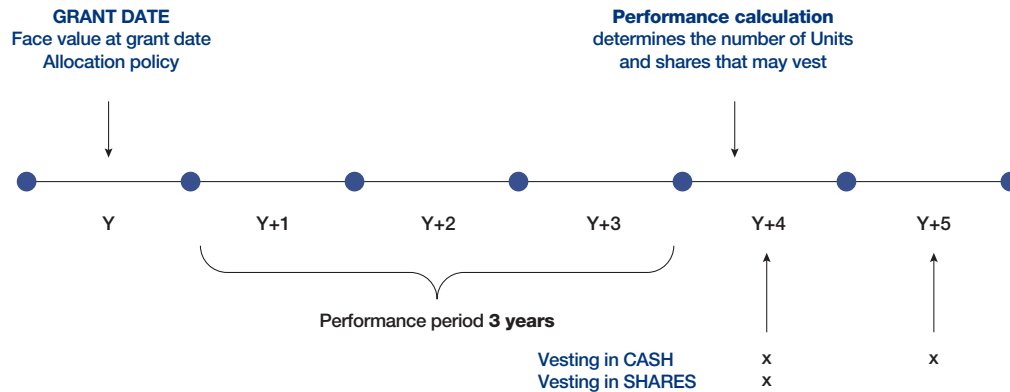 GRANT DATE
Face value at grant date
Allocation policy
Performance calculation
determines the number of Units
and shares that may vest
Y
Y+1
Y+2
Y+3
Y+4
Y+5
Performance period 3 years
Vesting in CASH x x
Vesting in SHARES x